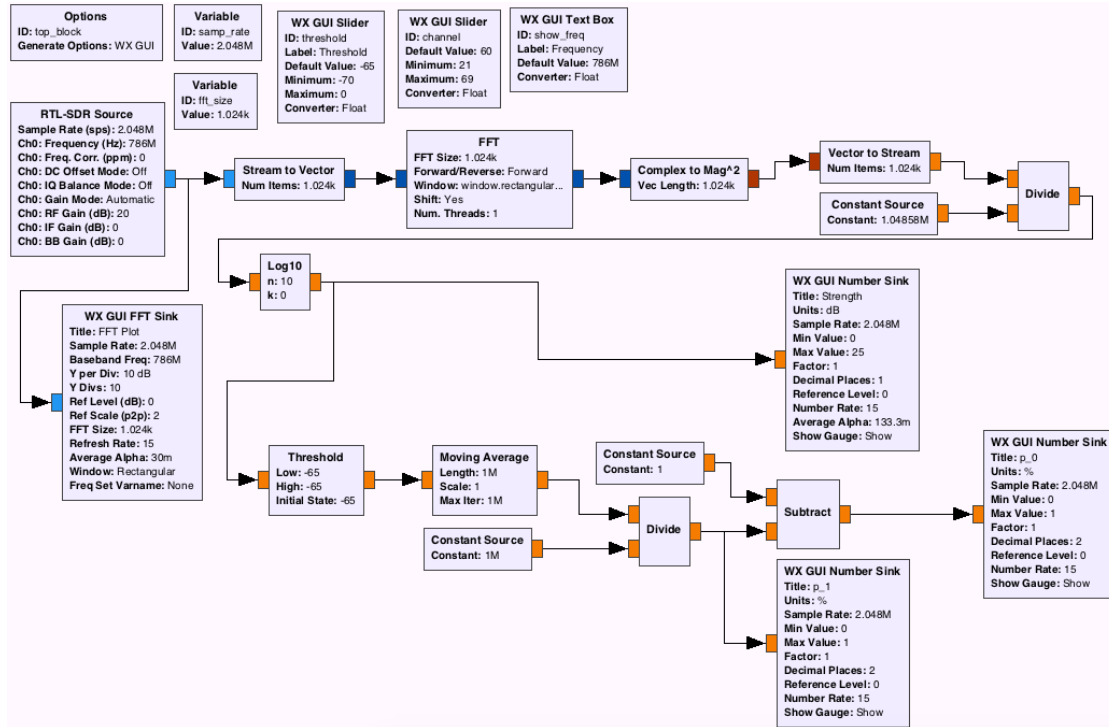 Options
ID: top_block
Generate Options: WX GUI
Variable
ID: samp_rate
Value: 2.048M
WX GUI Slider
ID: threshold
Label: Threshold
Default Value: -65
Minimum: -70
Maximum: 0
Converter: Float
WX GUI Slider
ID: channel
Default Value: 60
Minimum: 21
Maximum: 69
Converter: Float
WX GUI Text Box
ID: show_freq
Label: Frequency
Default Value: 786M
Converter: Float
Variable
ID: fft_size
Value: 1.024k
RTL-SDR Source
Sample Rate (sps): 2.048M
Ch0: Frequency (Hz): 786M
Ch0: Freq. Corr. (ppm): 0
Ch0: DC Offset Mode: Off
Ch0: IQ Balance Mode: Off
Ch0: Gain Mode: Automatic
Ch0: RF Gain (dB): 20
Ch0: IF Gain (dB): 0
Ch0: BB Gain (dB): 0
Stream to Vector
Num Items: 1.024k
FFT
FFT Size: 1.024k
Forward/Reverse: Forward
Window: window.rectangular...
Shift: Yes
Num. Threads: 1
Complex to Mag^2
Vec Length: 1.024k
Vector to Stream
Num Items: 1.024k
Constant Source
Constant: 1.04858M
Divide
Log10
n: 10
k: 0
WX GUI Number Sink
Title: Strength
Units: dB
Sample Rate: 2.048M
Min Value: 0
Max Value: 25
Factor: 1
Decimal Places: 1
Reference Level: 0
Number Rate: 15
Average Alpha: 133.3m
Show Gauge: Show
WX GUI FFT Sink
Title: FFT Plot
Sample Rate: 2.048M
Baseband Freq: 786M
Y per Div: 10 dB
Y Divs: 10
Ref Level (dB): 0
Ref Scale (p2p): 2
FFT Size: 1.024k
Refresh Rate: 15
Average Alpha: 30m
Window: Rectangular
Freq Set Varname: None
Threshold
Low: -65
High: -65
Initial State: -65
Moving Average
Length: 1M
Scale: 1
Max Iter: 1M
Constant Source
Constant: 1
Constant Source
Constant: 1M
Divide
Subtract
WX GUI Number Sink
Title: p_0
Units: %
Sample Rate: 2.048M
Min Value: 0
Max Value: 1
Factor: 1
Decimal Places: 2
Reference Level: 0
Number Rate: 15
Show Gauge: Show
WX GUI Number Sink
Title: p_1
Units: %
Sample Rate: 2.048M
Min Value: 0
Max Value: 1
Factor: 1
Decimal Places: 2
Reference Level: 0
Number Rate: 15
Show Gauge: Show